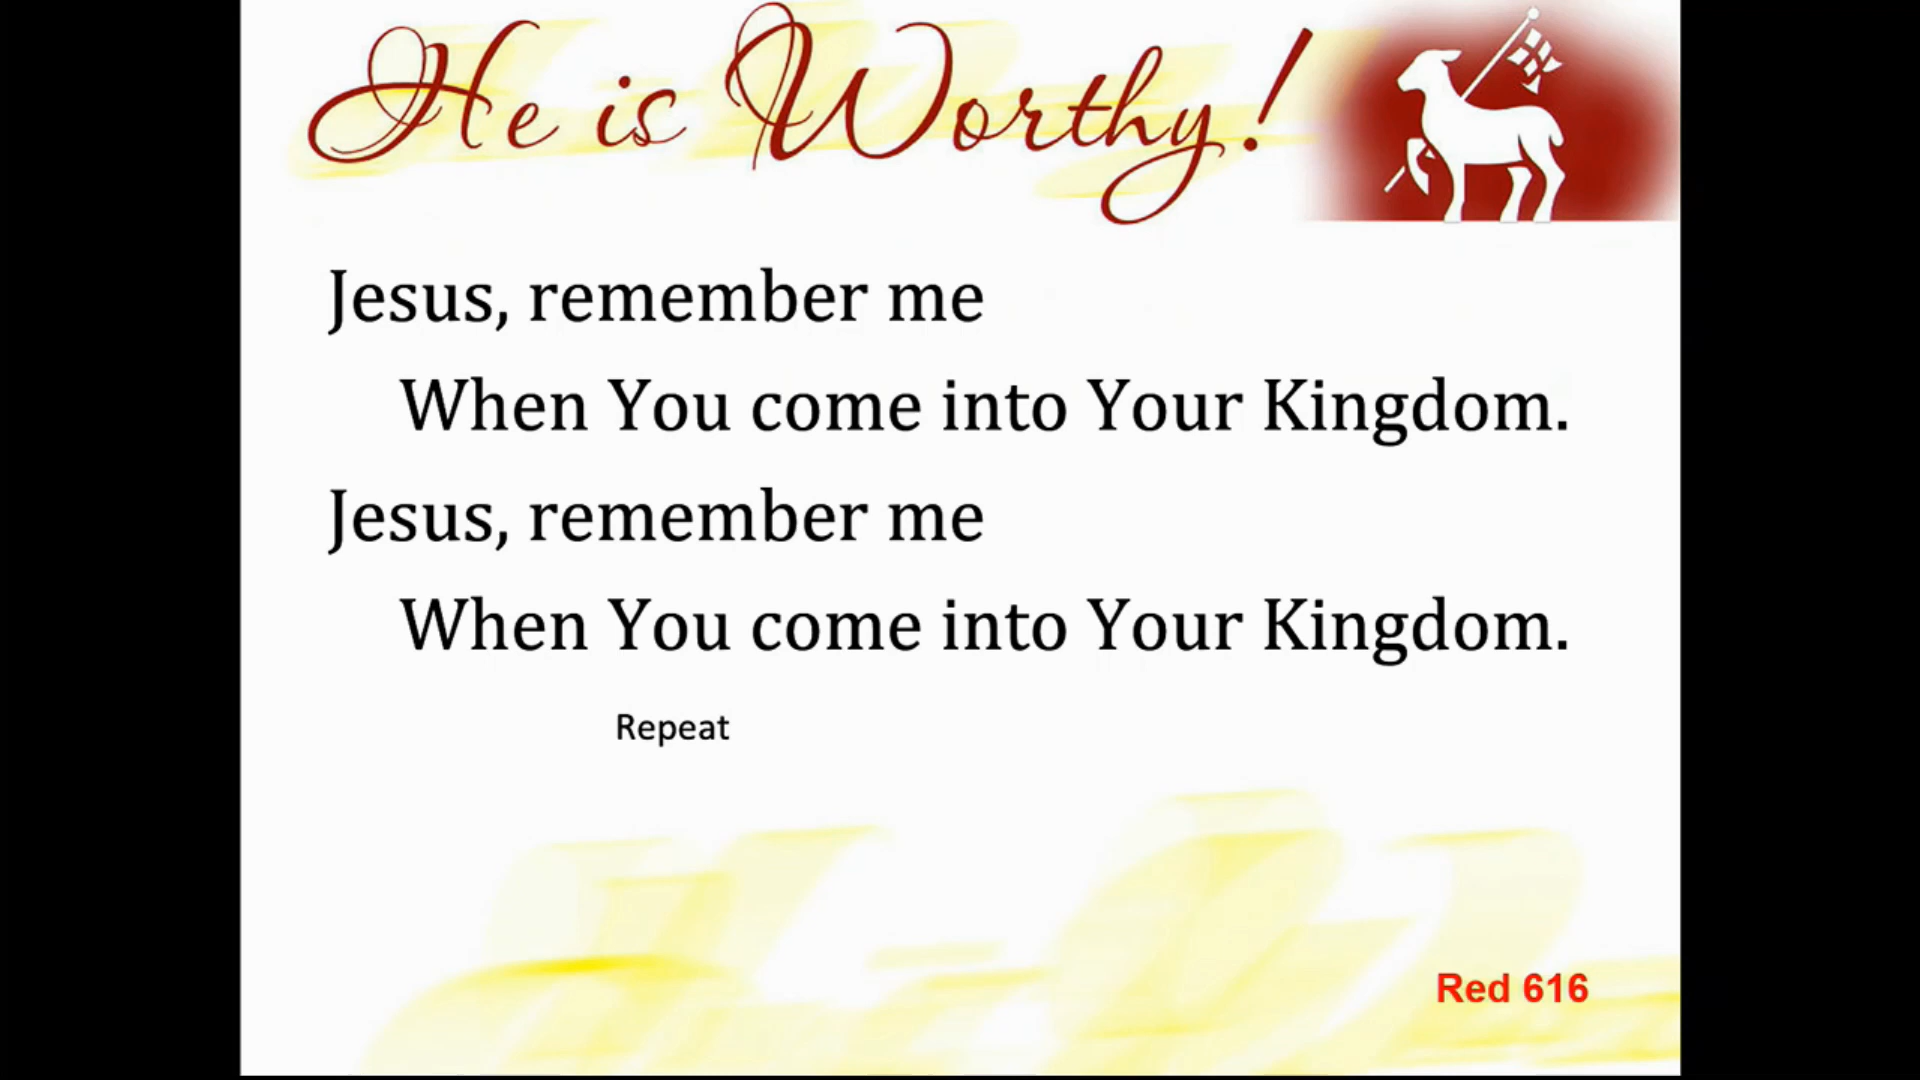 He is Worthy!
Jesus, remember me
When You come into Your Kingdom.
Jesus, remember me
When You come into Your Kingdom.
Repeat
Red 616